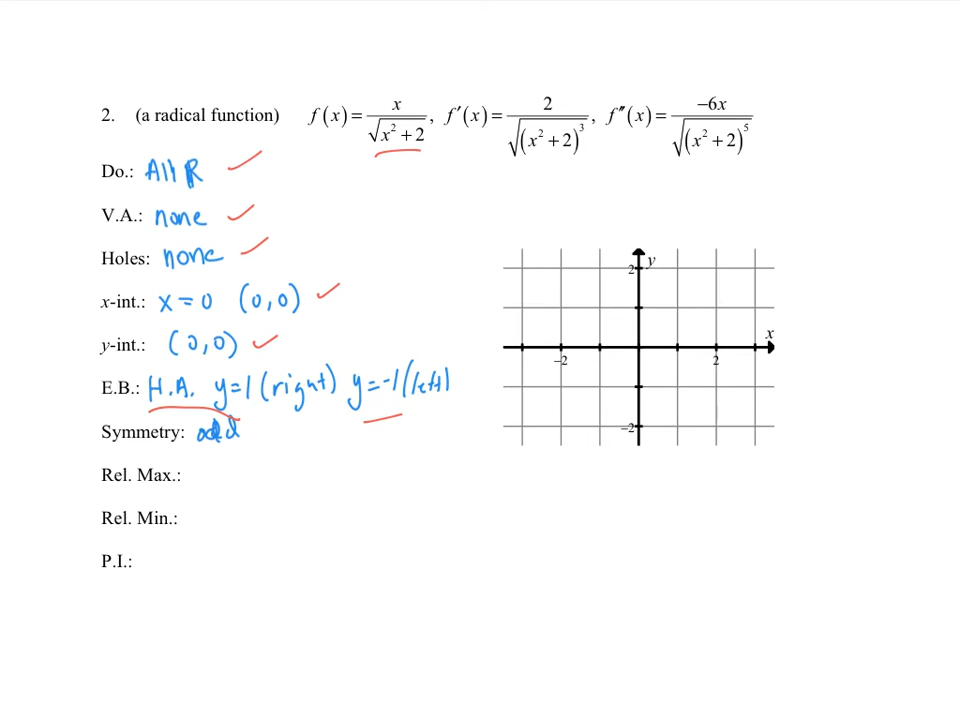 2. (a radical function) f(x) = x/√(x² + 2), f′(x) = 2/√((x² + 2)³), f″(x) = −6x/√((x² + 2)⁵)
Do.: All R
V.A.: none
Holes: none
x-int.: x = 0 (0,0)
y-int.: (0,0)
E.B.: H.A. y=1 (right) y=-1 (left)
Symmetry: odd
Rel. Max.:
Rel. Min.:
P.I.:
2 y
x
−2 2
−2